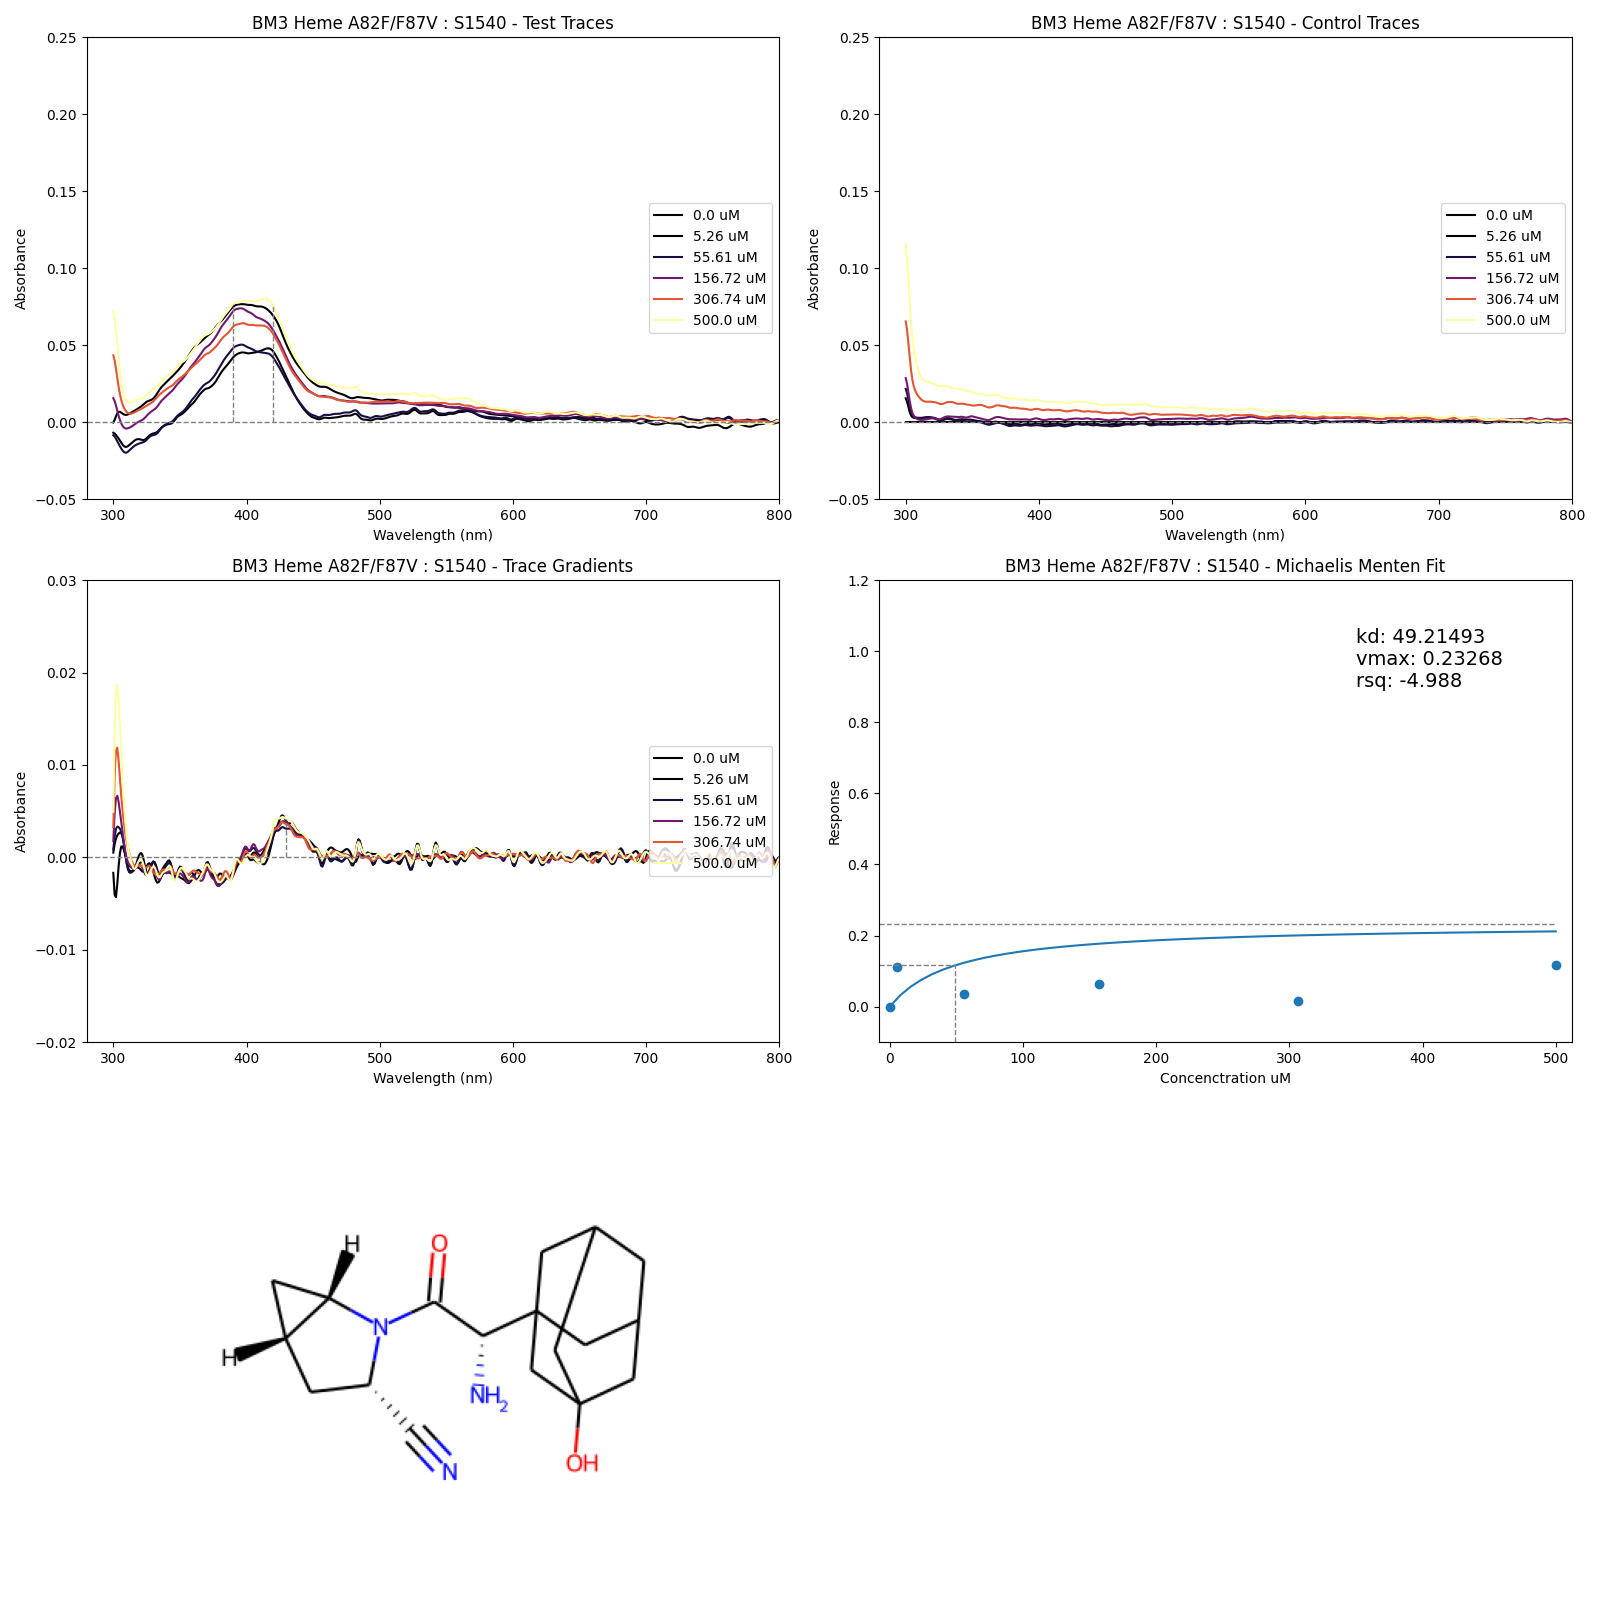 BM3 Heme A82F/F87V : S1540 - Test Traces
Absorbance
0.25
0.20
0.15
0.10
0.05
0.00
−0.05
300
400
500
600
700
800
Wavelength (nm)
0.0 uM
5.26 uM
55.61 uM
156.72 uM
306.74 uM
500.0 uM
BM3 Heme A82F/F87V : S1540 - Control Traces
Absorbance
0.25
0.20
0.15
0.10
0.05
0.00
−0.05
300
400
500
600
700
800
Wavelength (nm)
0.0 uM
5.26 uM
55.61 uM
156.72 uM
306.74 uM
500.0 uM
BM3 Heme A82F/F87V : S1540 - Trace Gradients
Absorbance
0.03
0.02
0.01
0.00
−0.01
−0.02
300
400
500
600
700
800
Wavelength (nm)
0.0 uM
5.26 uM
55.61 uM
156.72 uM
306.74 uM
500.0 uM
BM3 Heme A82F/F87V : S1540 - Michaelis Menten Fit
Response
1.2
1.0
0.8
0.6
0.4
0.2
0.0
0
100
200
300
400
500
Concenctration uM
kd: 49.21493
vmax: 0.23268
rsq: -4.988
H
O
N
H
NH2
N
OH